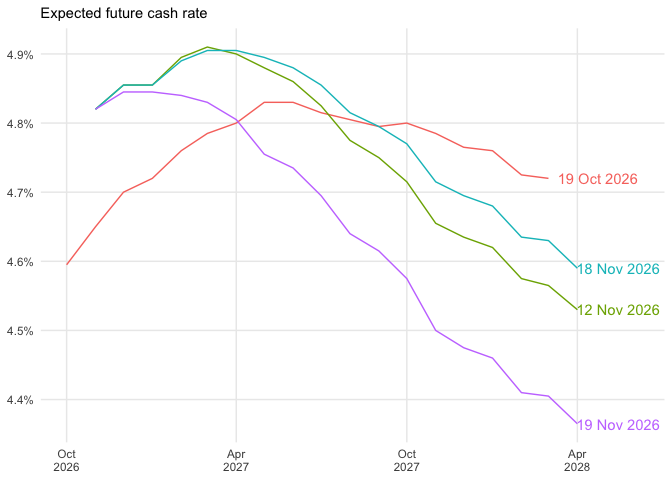 Expected future cash rate
4.9%
4.8%
4.7%
4.6%
4.5%
4.4%
19 Oct 2026
18 Nov 2026
12 Nov 2026
19 Nov 2026
Oct
2026
Apr
2027
Oct
2027
Apr
2028